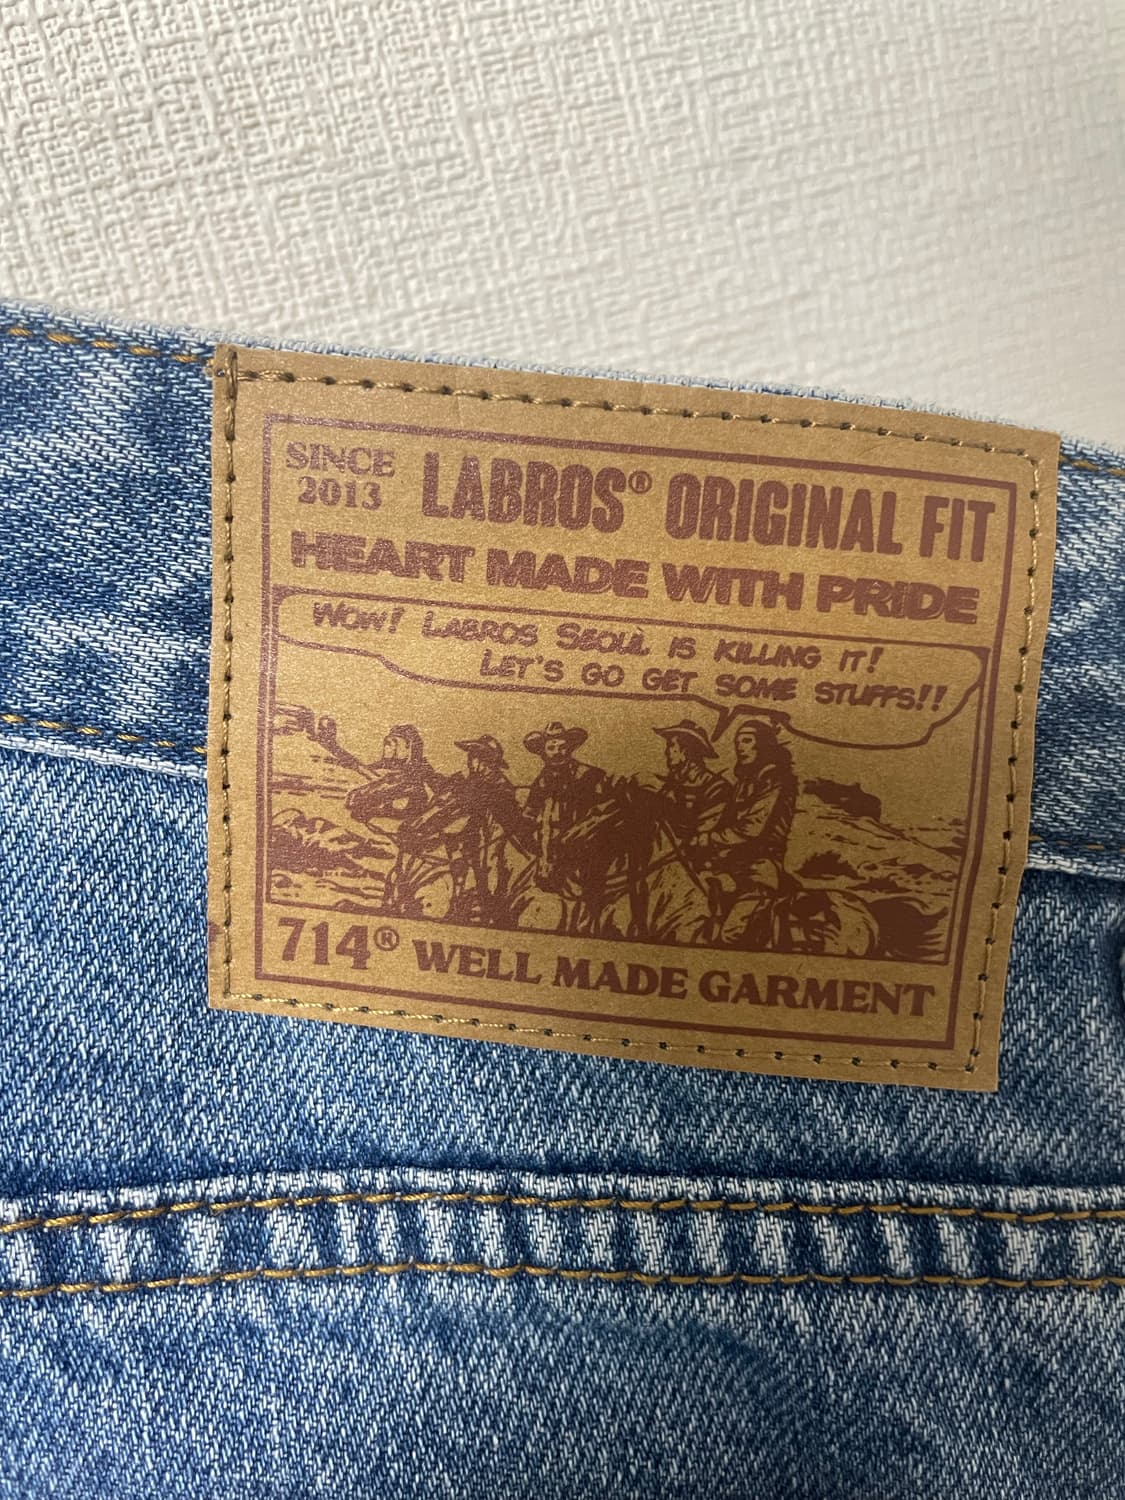 SINCE
2013
LABROS® ORIGINAL FIT
HEART MADE WITH PRIDE
WOW! LABROS SEOUL IS KILLING IT!
LET'S GO GET SOME STUFFS!!
714® WELL MADE GARMENT